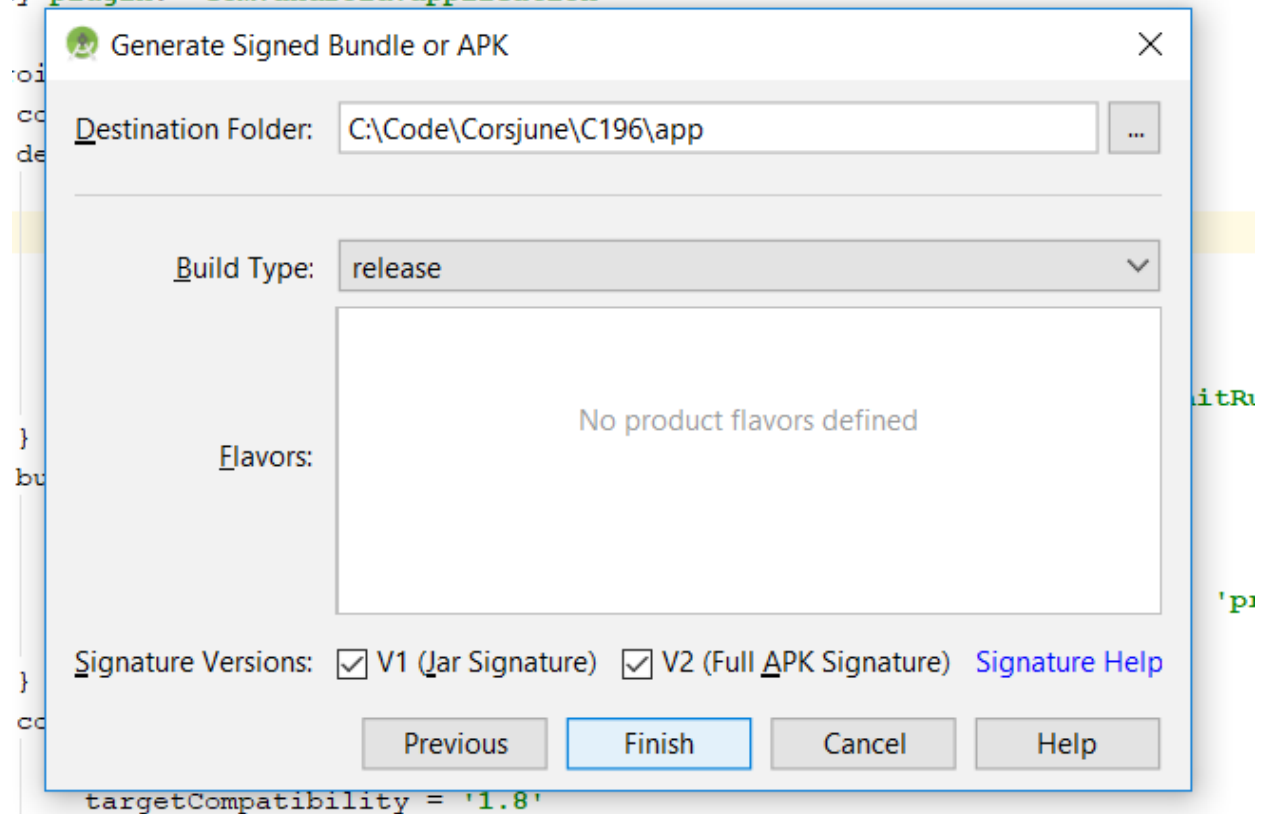 Generate Signed Bundle or APK
Destination Folder: C:\Code\Corsjune\C196\app ...
Build Type: release
No product flavors defined
Flavors:
}
Signature Versions: V1 (Jar Signature) V2 (Full APK Signature) Signature Help
}
Previous Finish Cancel Help
targetCompatibility = '1.8'